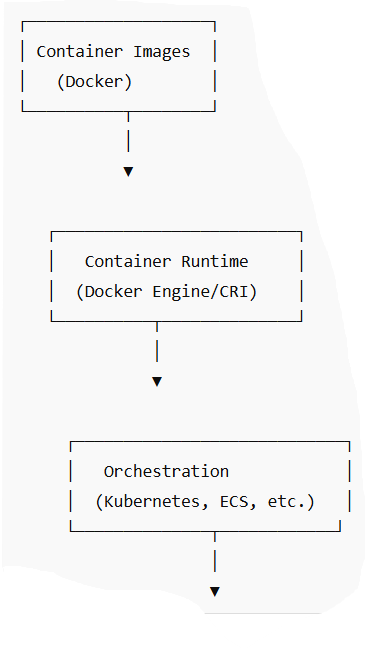 Container Images
(Docker)
Container Runtime
(Docker Engine/CRI)
Orchestration
(Kubernetes, ECS, etc.)